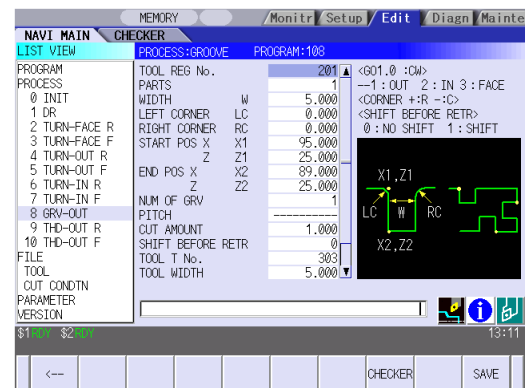 MEMORY Monitr Setup Edit Diagn Mainte
NAVI MAIN CHECKER
LIST VIEW PROCESS:GROOVE PROGRAM:108
PROGRAM
PROCESS
0 INIT
1 DR
2 TURN-FACE R
3 TURN-FACE F
4 TURN-OUT R
5 TURN-OUT F
6 TURN-IN R
7 TURN-IN F
8 GRV-OUT
9 THD-OUT R
10 THD-OUT F
FILE
TOOL
CUT CONDTN
PARAMETER
VERSION
TOOL REG No. 201
PARTS 1
WIDTH W 5.000
LEFT CORNER LC 0.000
RIGHT CORNER RC 0.000
START POS X X1 95.000
Z Z1 25.000
END POS X X2 89.000
Z Z2 25.000
NUM OF GRV 1
PITCH ----------
CUT AMOUNT 1.000
SHIFT BEFORE RETR 0
TOOL T No. 303
TOOL WIDTH 5.000
<GO1.0 :CW>
--1:OUT 2:IN 3:FACE
<CORNER +:R -:C>
<SHIFT BEFORE RETR>
0:NO SHIFT 1:SHIFT
X1,Z1
LC W RC
X2,Z2
$1RDY $2RDY 13:11
<-- CHECKER SAVE